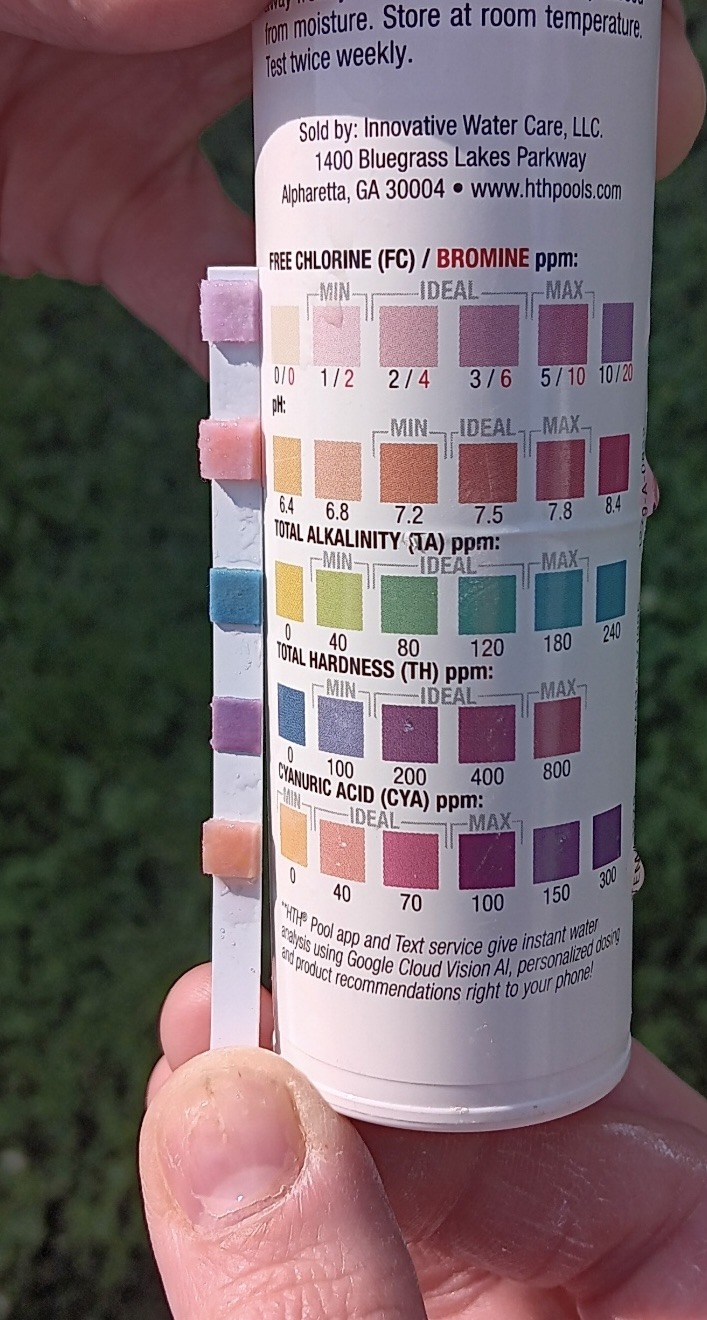 from moisture. Store at room temperature.
Test twice weekly.
Sold by: Innovative Water Care, LLC.
1400 Bluegrass Lakes Parkway
Alpharetta, GA 30004 • www.hthpools.com
FREE CHLORINE (FC) / BROMINE ppm:
MIN IDEAL MAX
0/0 1/2 2/4 3/6 5/10 10/20
pH:
MIN IDEAL MAX
6.4 6.8 7.2 7.5 7.8 8.4
TOTAL ALKALINITY (TA) ppm:
MIN IDEAL MAX
0 40 80 120 180 240
TOTAL HARDNESS (TH) ppm:
MIN IDEAL MAX
0 100 200 400 800
CYANURIC ACID (CYA) ppm:
MIN IDEAL MAX
0 40 70 100 150 300
**HTH® Pool app and Text service give instant water
analysis using Google Cloud Vision AI, personalized dosing
and product recommendations right to your phone!